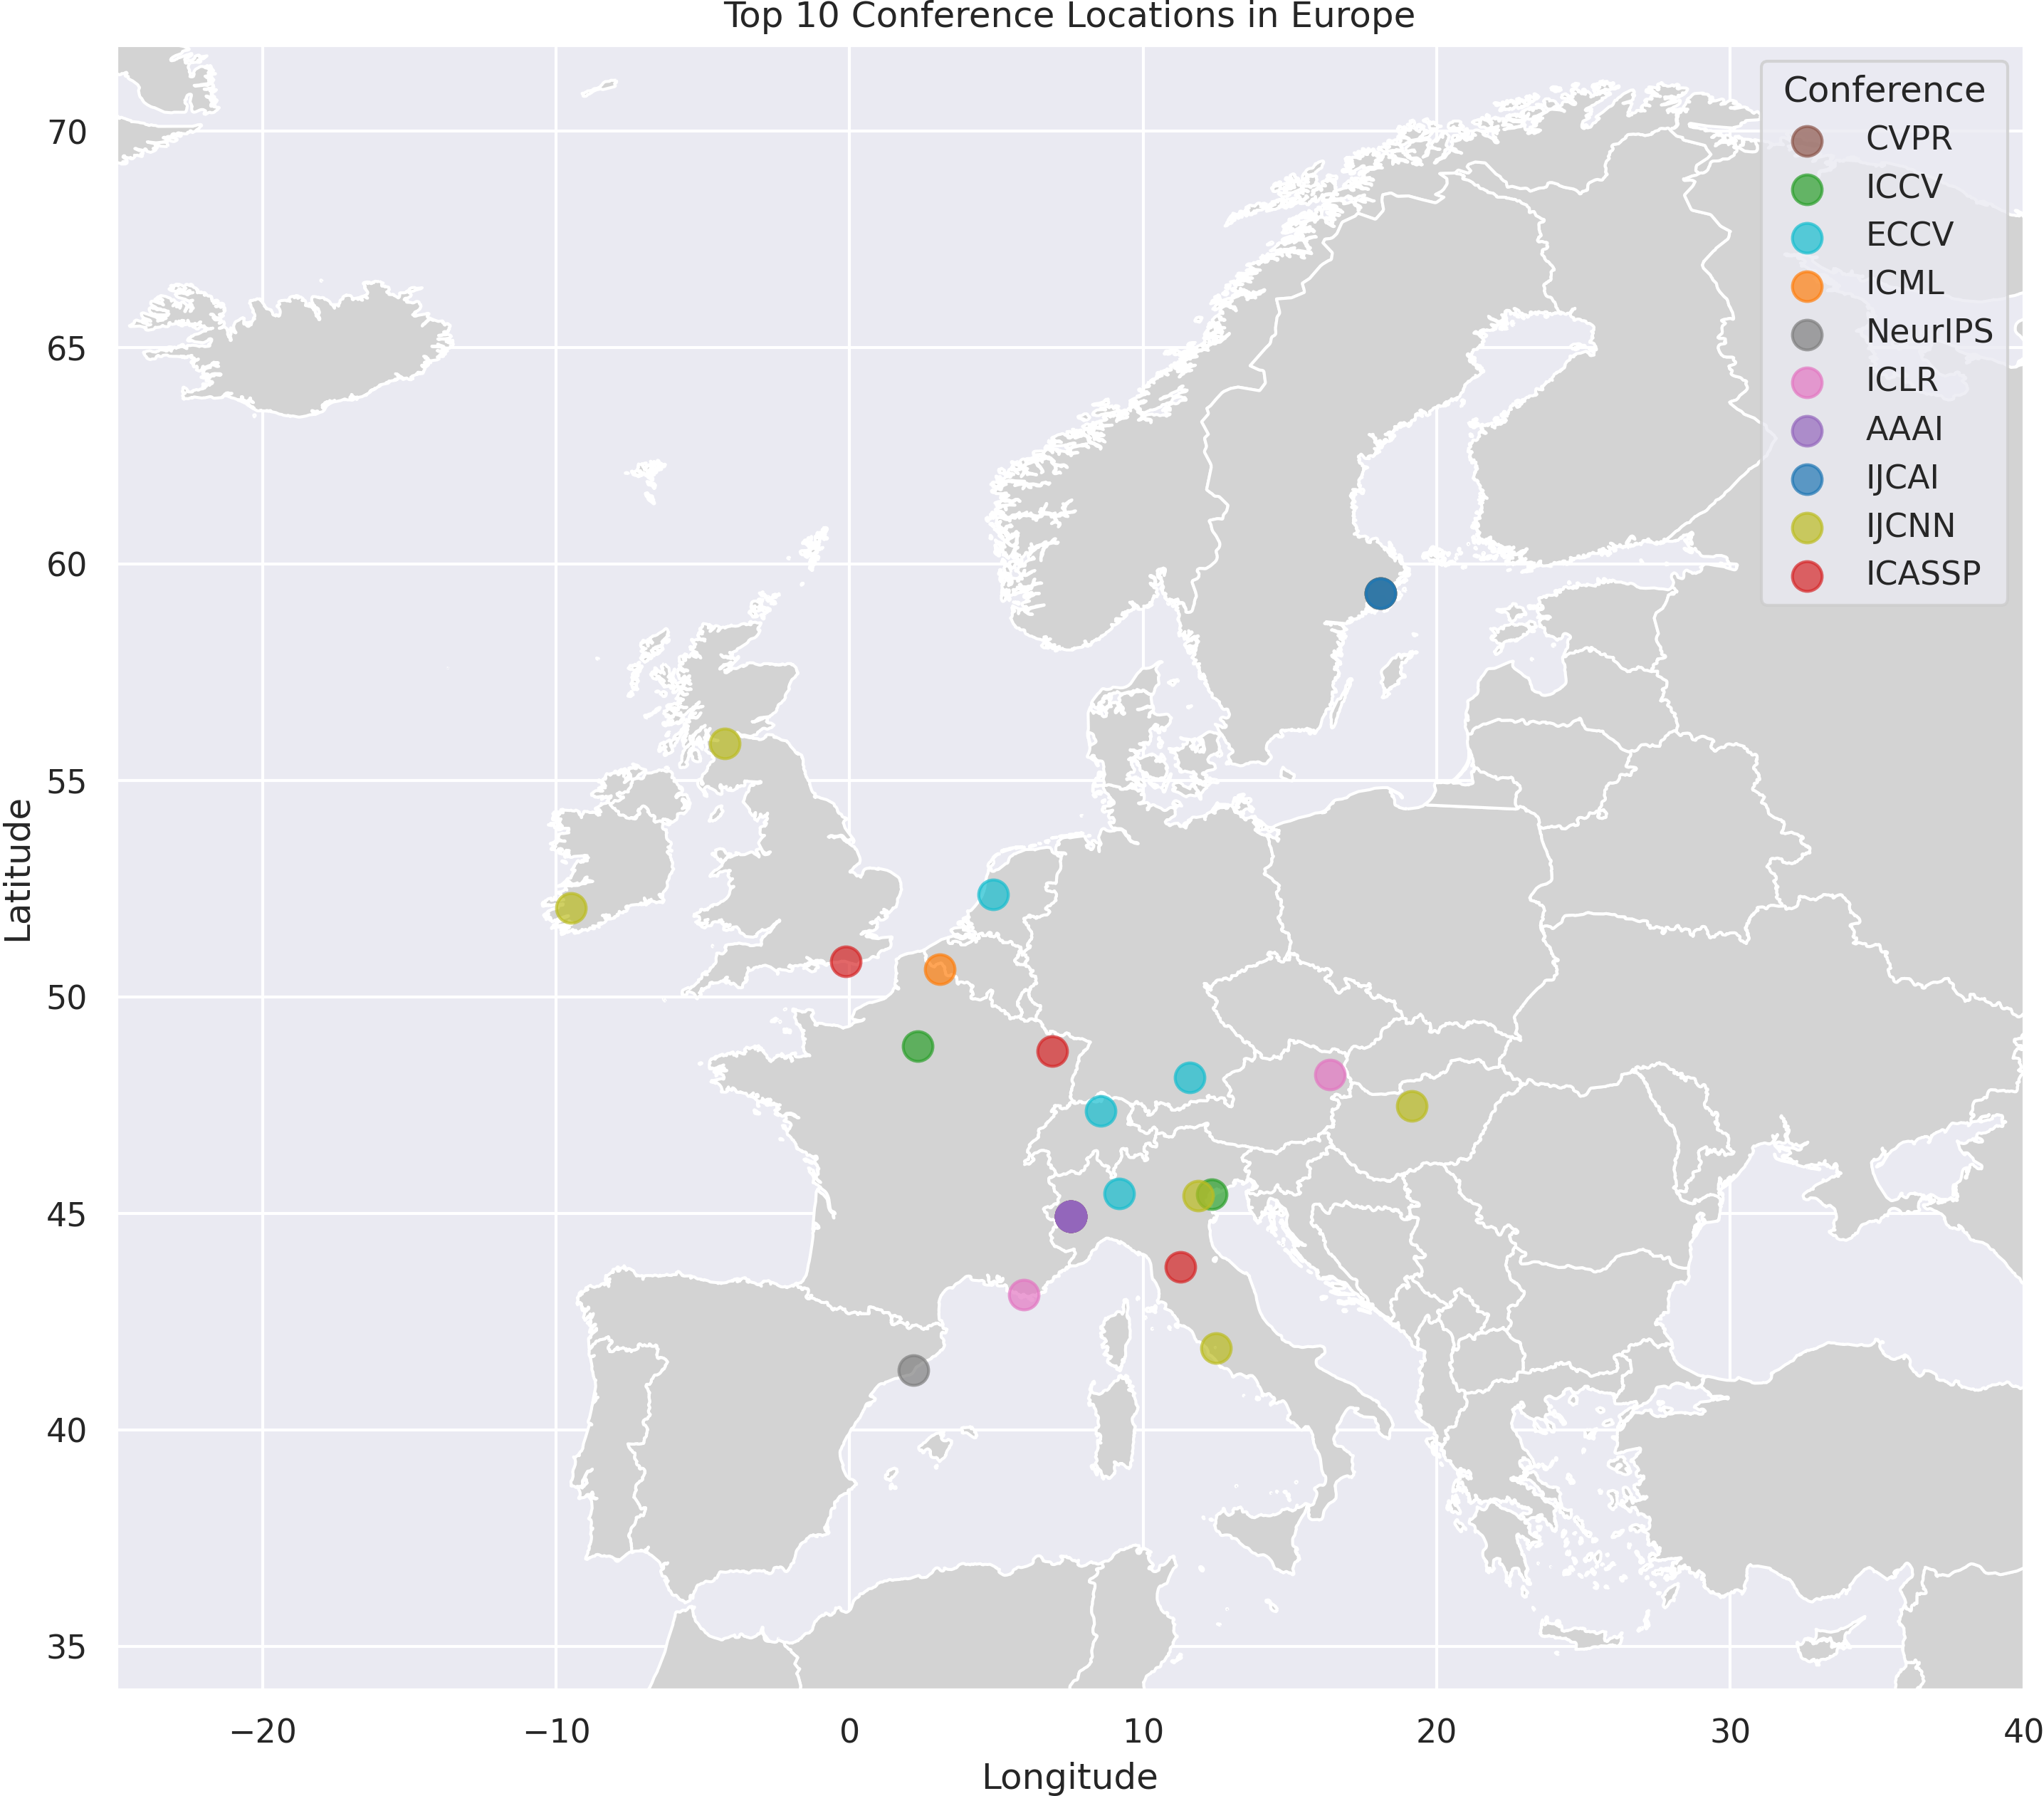 Top 10 Conference Locations in Europe
Conference
CVPR
ICCV
ECCV
ICML
NeurIPS
ICLR
AAAI
IJCAI
IJCNN
ICASSP
Latitude
70
65
60
55
50
45
40
35
−20
−10
0
10
20
30
40
Longitude